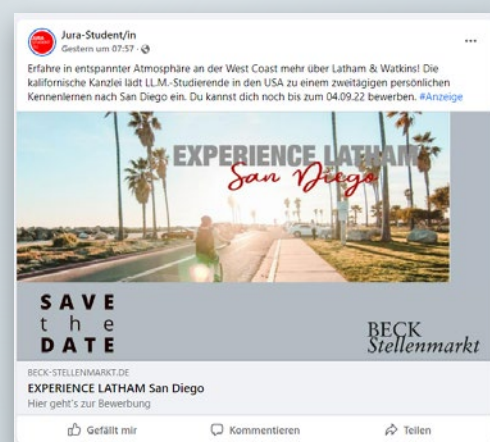 Jura-Student/in
Gestern um 07:57 ·
Erfahre in entspannter Atmosphäre an der West Coast mehr über Latham & Watkins! Die
kalifornische Kanzlei lädt LL.M.-Studierende in den USA zu einem zweitägigen persönlichen
Kennenlernen nach San Diego ein. Du kannst dich noch bis zum 04.09.22 bewerben. #Anzeige
EXPERIENCE LATHAM
San Diego
SAVE
the
DATE
BECK
Stellenmarkt
BECK-STELLENMARKT.DE
EXPERIENCE LATHAM San Diego
Hier geht's zur Bewerbung
Gefällt mir
Kommentieren
Teilen